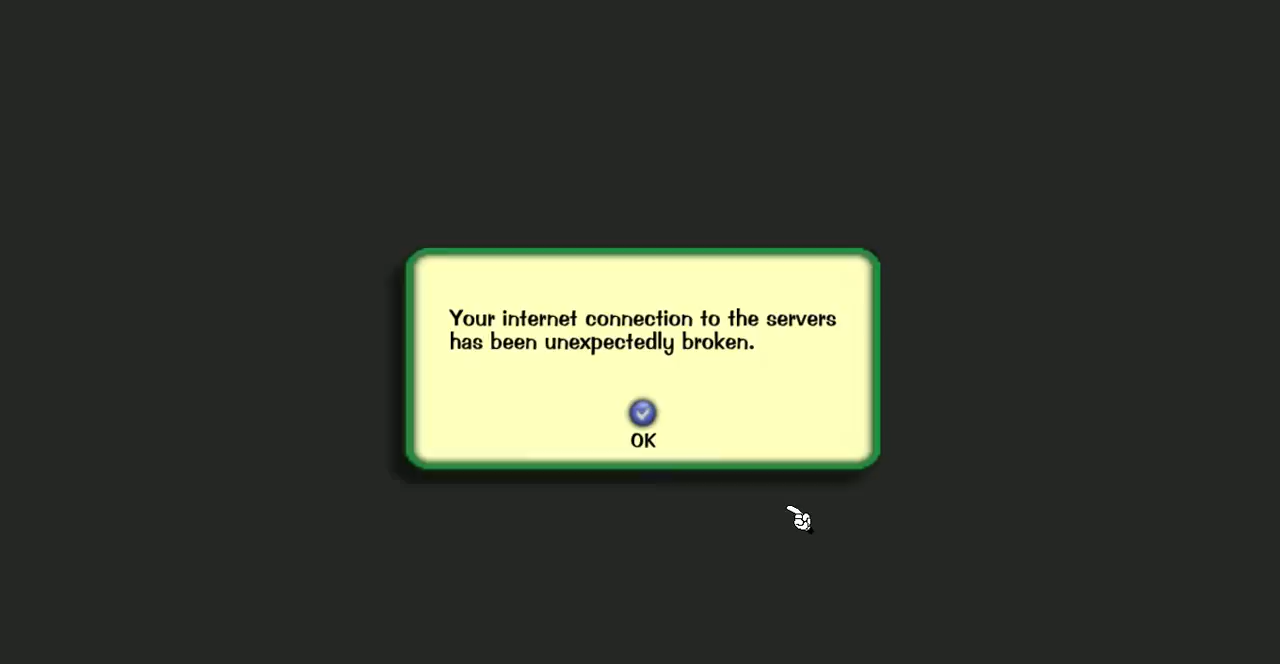 Your internet connection to the servers
has been unexpectedly broken.
OK